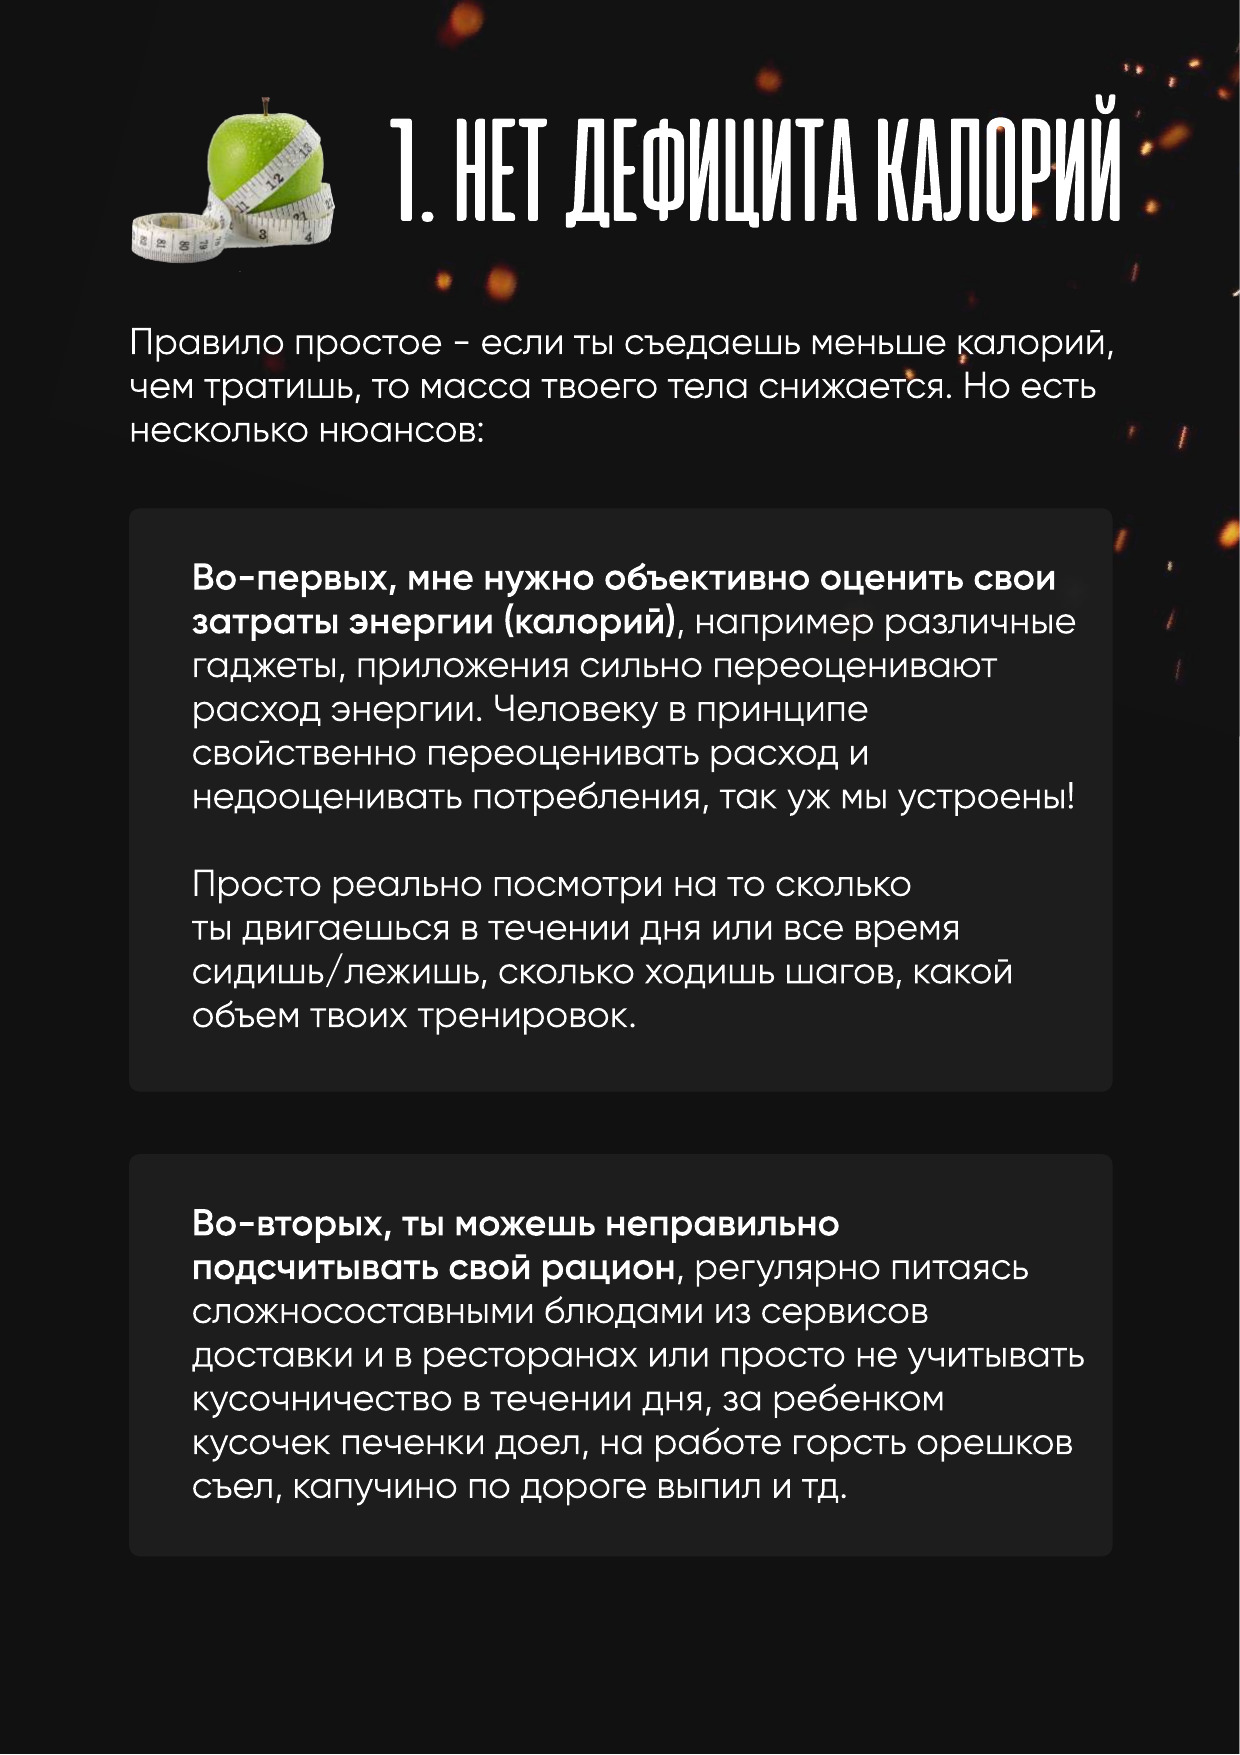 1. НЕТ ДЕФИЦИТА КАЛОРИЙ
Правило простое - если ты съедаешь меньше калорий,
чем тратишь, то масса твоего тела снижается. Но есть
несколько нюансов:
Во-первых, мне нужно объективно оценить свои
затраты энергии (калорий), например различные
гаджеты, приложения сильно переоценивают
расход энергии. Человеку в принципе
свойственно переоценивать расход и
недооценивать потребления, так уж мы устроены!
Просто реально посмотри на то сколько
ты двигаешься в течении дня или все время
сидишь/лежишь, сколько ходишь шагов, какой
объем твоих тренировок.
Во-вторых, ты можешь неправильно
подсчитывать свой рацион, регулярно питаясь
сложносоставными блюдами из сервисов
доставки и в ресторанах или просто не учитывать
кусочничество в течении дня, за ребенком
кусочек печенки доел, на работе горсть орешков
съел, капучино по дороге выпил и тд.